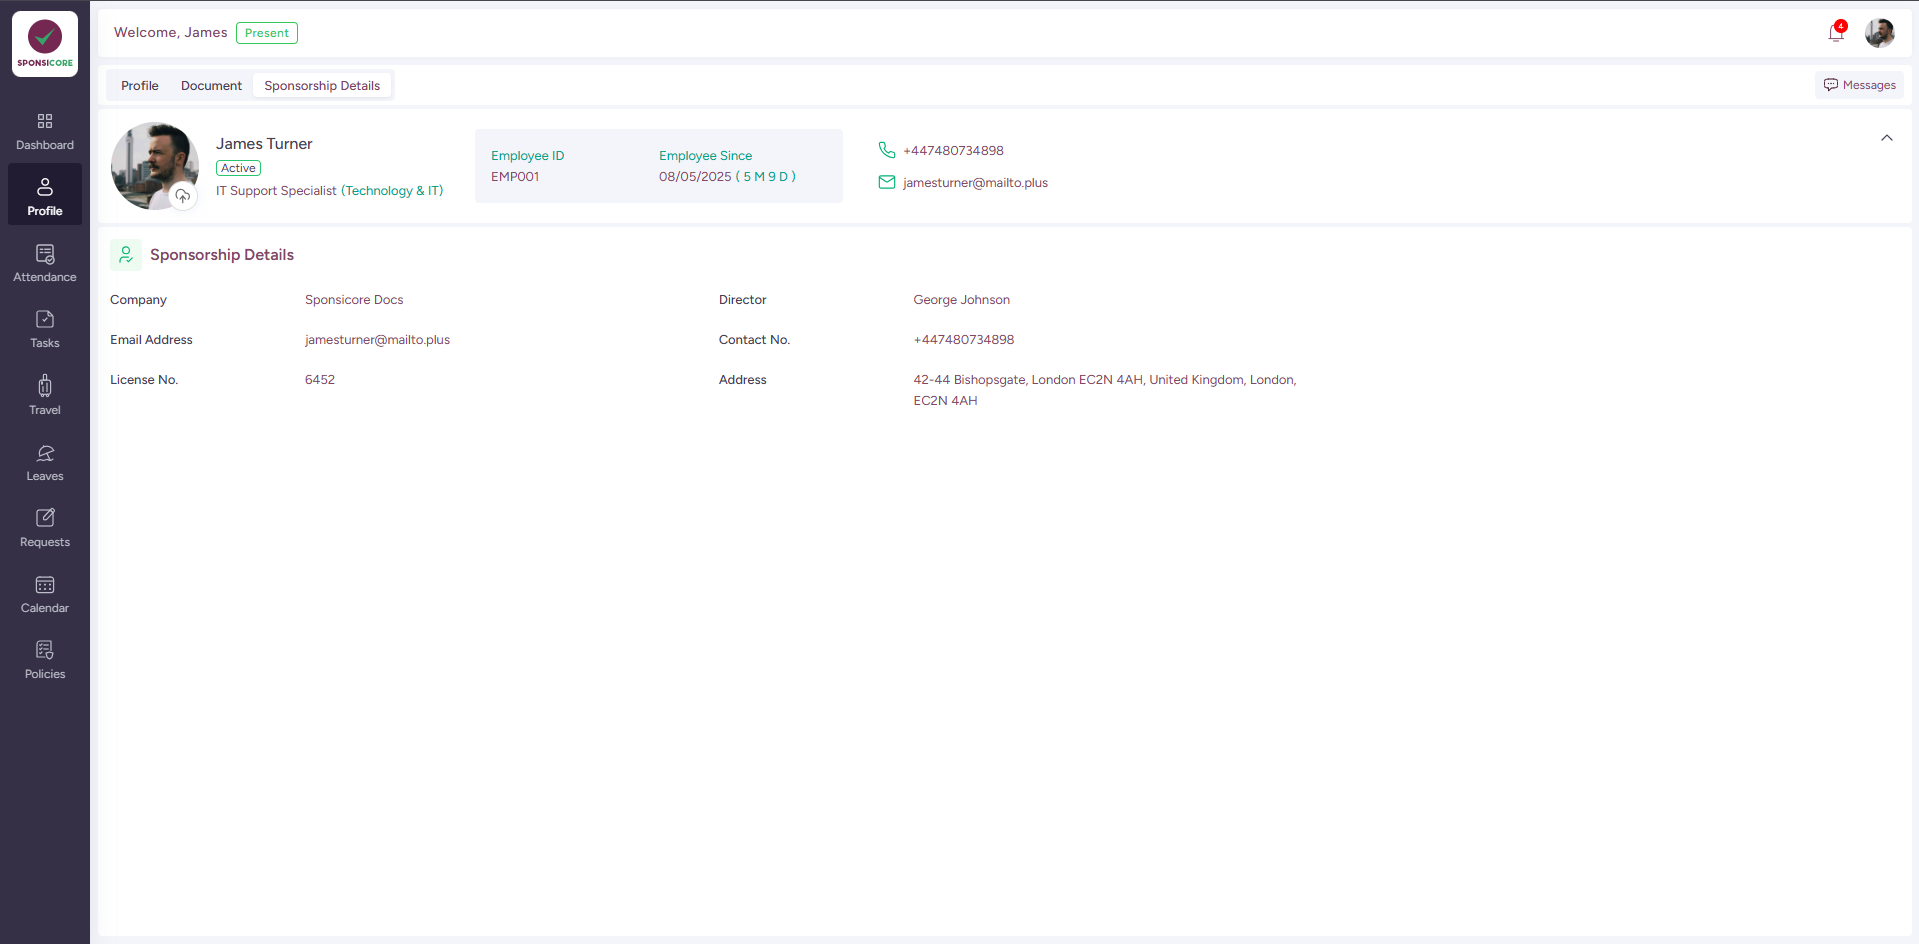 SPONSICORE
Dashboard
Profile
Attendance
Tasks
Travel
Leaves
Requests
Calendar
Policies
Welcome, James Present
4
Profile Document Sponsorship Details
Messages
James Turner
Active
IT Support Specialist (Technology & IT)
Employee ID
EMP001
Employee Since
08/05/2025 ( 5 M 9 D )
+447480734898
jamesturner@mailto.plus
Sponsorship Details
Company Sponsicore Docs Director George Johnson
Email Address jamesturner@mailto.plus Contact No. +447480734898
License No. 6452 Address 42-44 Bishopsgate, London EC2N 4AH, United Kingdom, London,
EC2N 4AH